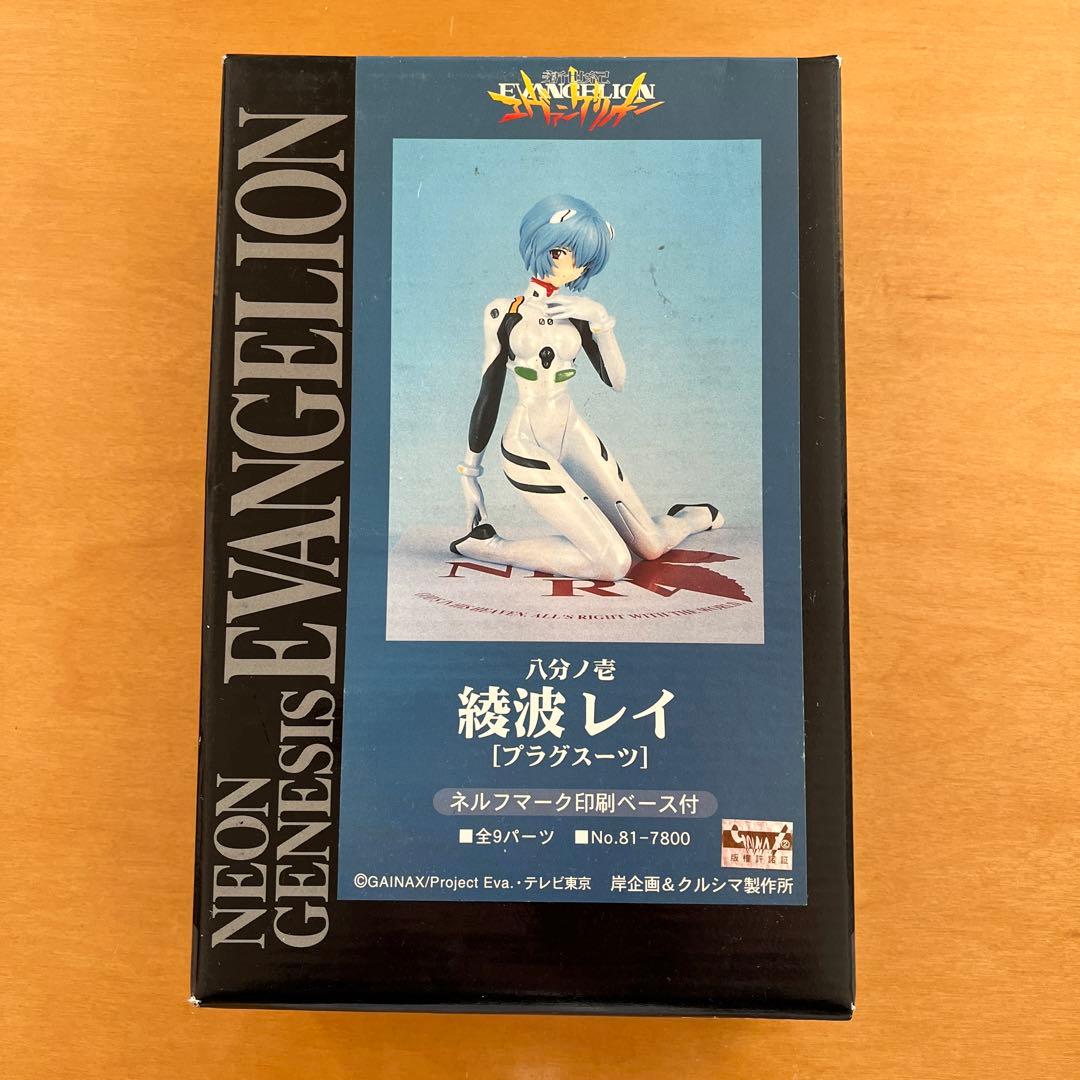 NEON
GENESIS
EVANGELION
新世紀
EVANGELION
エヴァンゲリオン
NERV
GOD'S IN HIS HEAVEN. ALL'S RIGHT WITH THE WORLD.
八分ノ壱
綾波レイ
[プラグスーツ]
ネルフマーク印刷ベース付
■全9パーツ ■No.81-7800
GAINAX
版権許諾証
©GAINAX/Project Eva.・テレビ東京 岸企画&クルシマ製作所